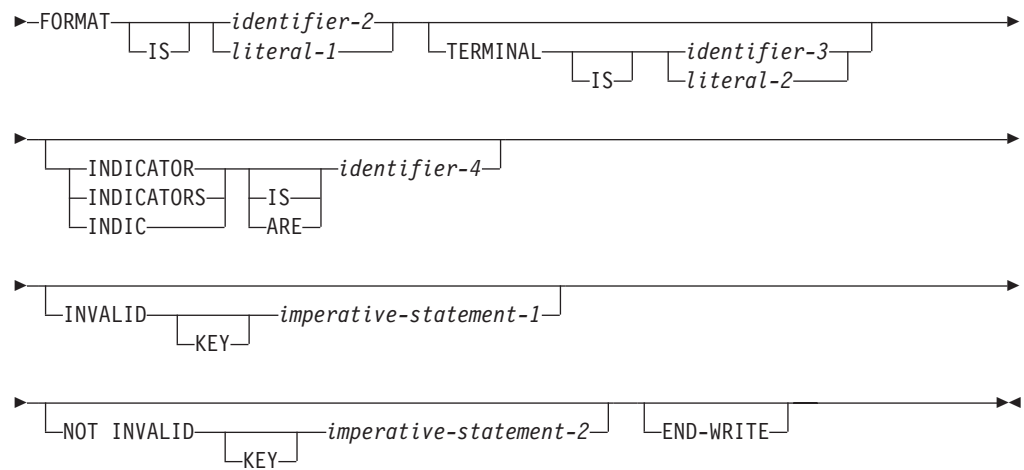 FORMAT identifier-2
IS literal-1 TERMINAL identifier-3
IS literal-2
INDICATOR identifier-4
INDICATORS IS
INDIC ARE
INVALID imperative-statement-1
KEY
NOT INVALID imperative-statement-2 END-WRITE
KEY